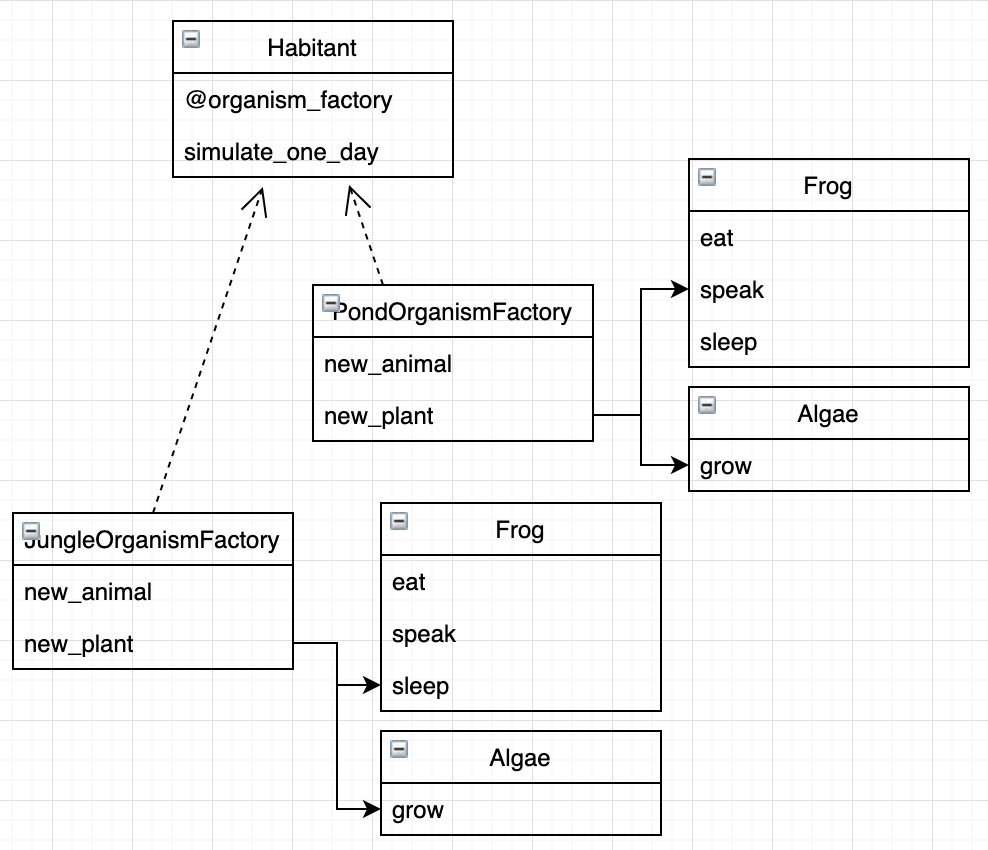 Habitant
@organism_factory
simulate_one_day
Frog
eat
speak
sleep
PondOrganismFactory
new_animal
new_plant
Algae
grow
JungleOrganismFactory
new_animal
new_plant
Frog
eat
speak
sleep
Algae
grow